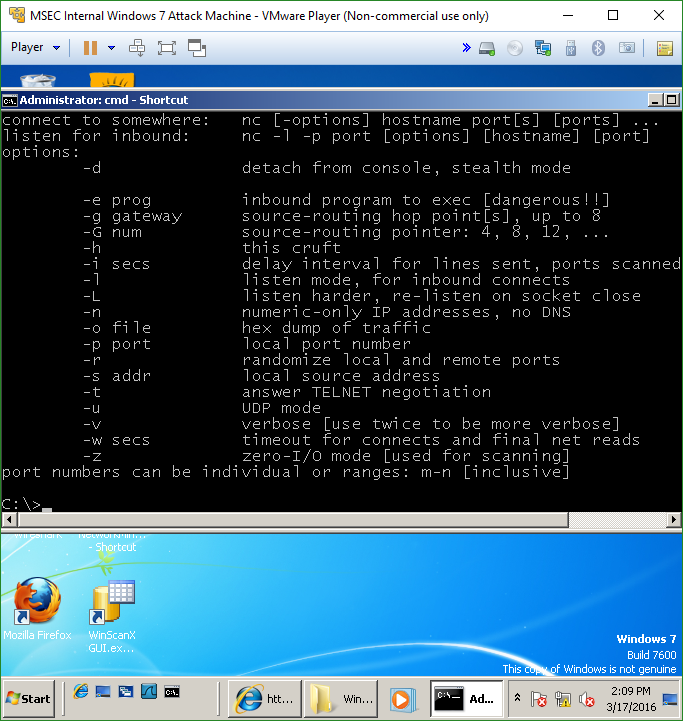 MSEC Internal Windows 7 Attack Machine - VMware Player (Non-commercial use only)
Player
Administrator: cmd - Shortcut
connect to somewhere: nc [-options] hostname port[s] [ports] ...
listen for inbound: nc -l -p port [options] [hostname] [port]
options:
-d detach from console, stealth mode
-e prog inbound program to exec [dangerous!!]
-g gateway source-routing hop point[s], up to 8
-G num source-routing pointer: 4, 8, 12, ...
-h this cruft
-i secs delay interval for lines sent, ports scanned
-l listen mode, for inbound connects
-L listen harder, re-listen on socket close
-n numeric-only IP addresses, no DNS
-o file hex dump of traffic
-p port local port number
-r randomize local and remote ports
-s addr local source address
-t answer TELNET negotiation
-u UDP mode
-v verbose [use twice to be more verbose]
-w secs timeout for connects and final net reads
-z zero-I/O mode [used for scanning]
port numbers can be individual or ranges: m-n [inclusive]
C:\>
- Shortcut
Mozilla Firefox
WinScanX
GUI.ex...
Windows 7
Build 7600
This copy of Windows is not genuine
Start
htt...
Win...
Ad...
2:09 PM
3/17/2016